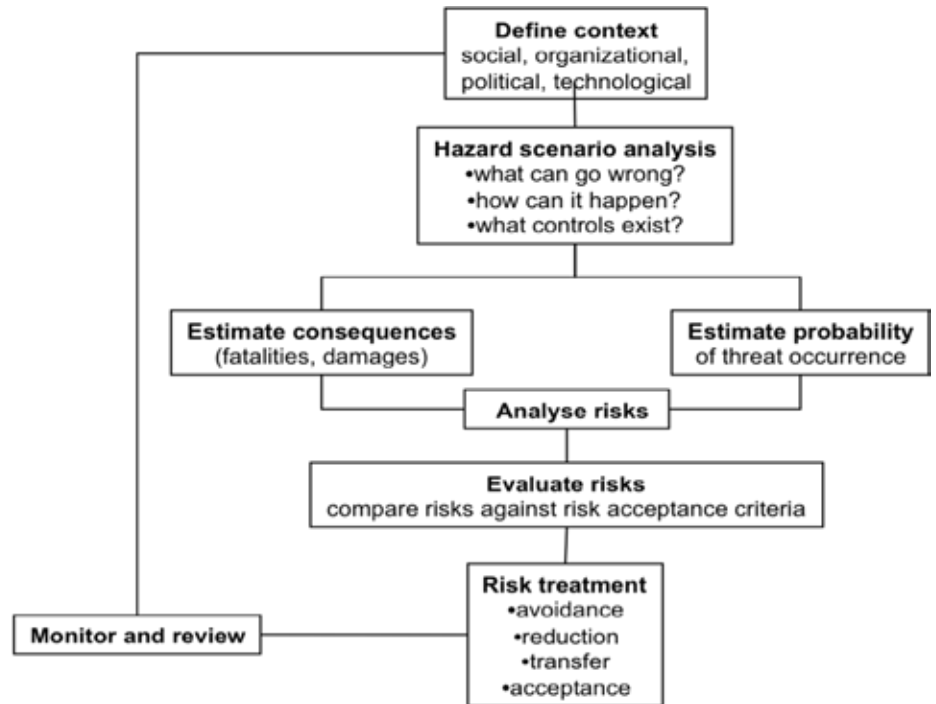 Define context
social, organizational,
political, technological
Hazard scenario analysis
•what can go wrong?
•how can it happen?
•what controls exist?
Estimate consequences
(fatalities, damages)
Estimate probability
of threat occurrence
Analyse risks
Evaluate risks
compare risks against risk acceptance criteria
Risk treatment
•avoidance
•reduction
•transfer
•acceptance
Monitor and review